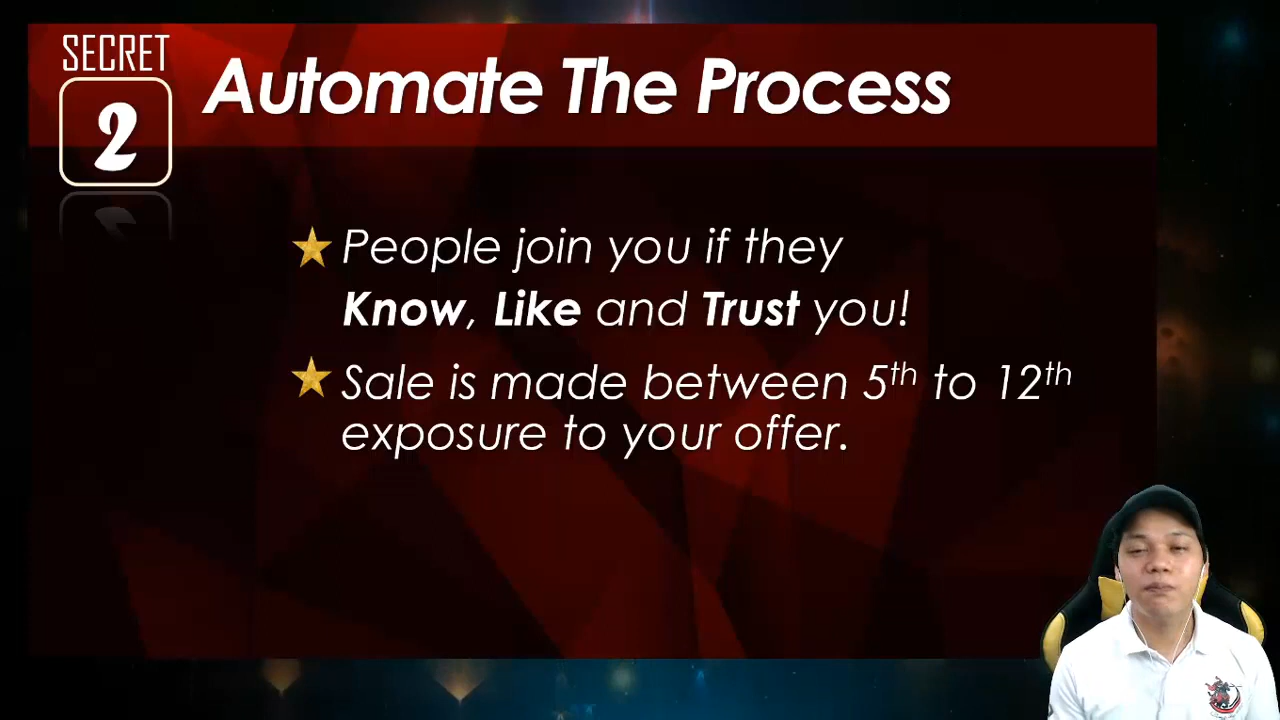 SECRET
2
Automate The Process
People join you if they
Know, Like and Trust you!
Sale is made between 5th to 12th
exposure to your offer.